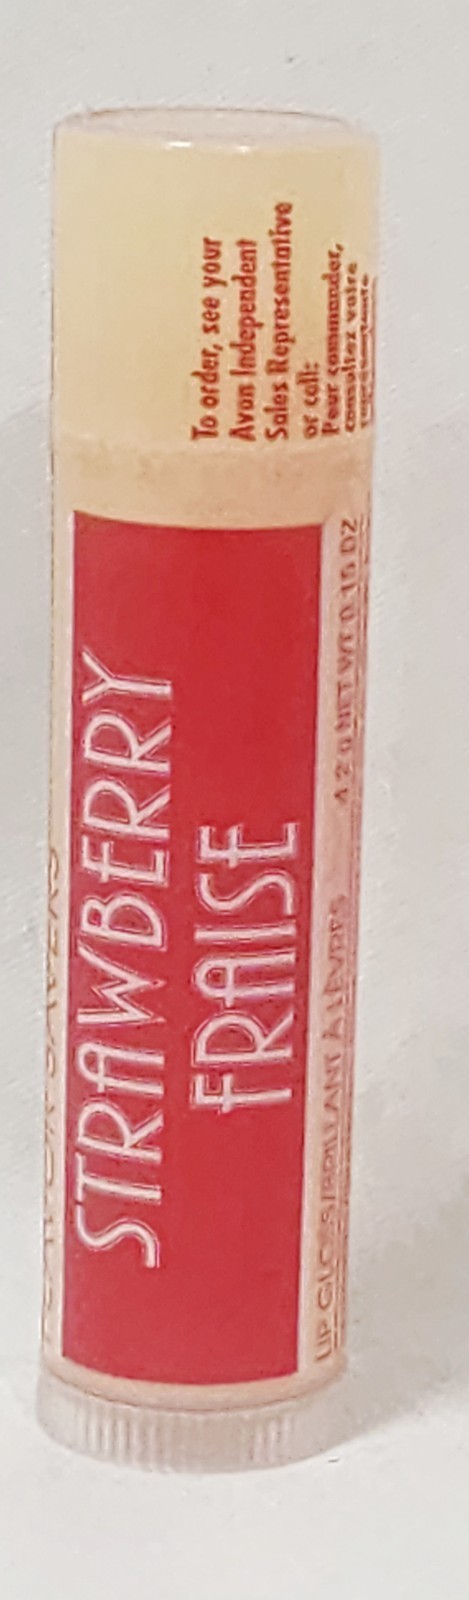 To order, see your
Avon Independent
Sales Representative
or call:
Pour commander,
consultez votre
STRAWBERRY
FRAISE
LIP GLOSS/BRILLANT À LÈVRES 4.2 g NET WT 0.15 OZ